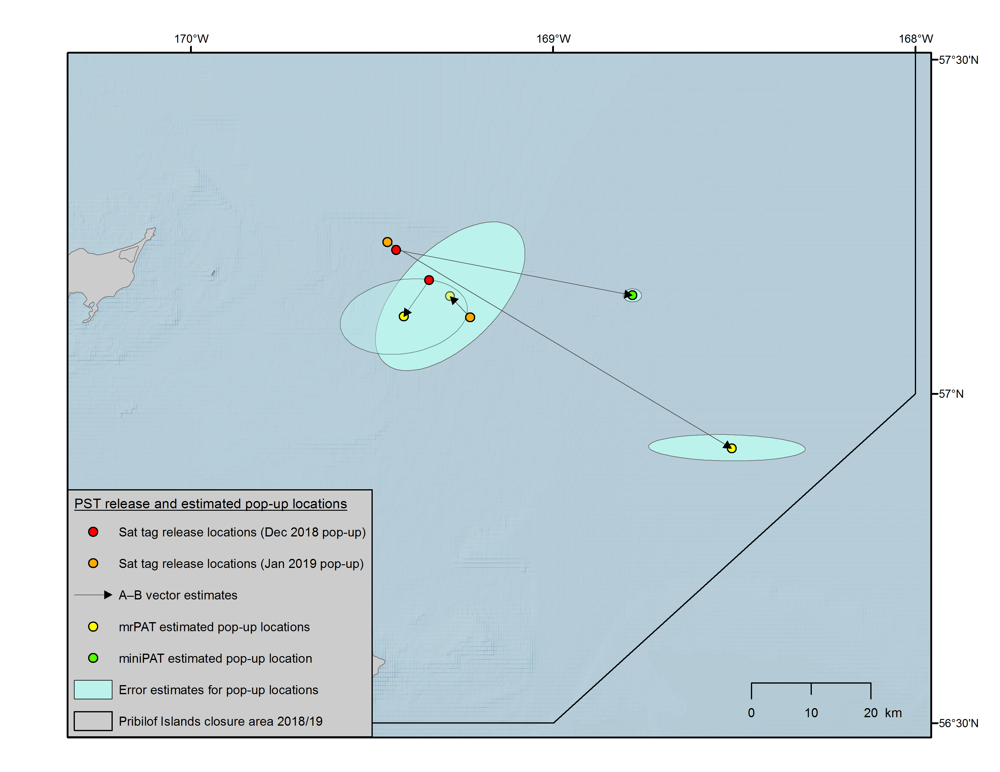 170°W 169°W 168°W
57°30'N
57°N
PST release and estimated pop-up locations
Sat tag release locations (Dec 2018 pop-up)
Sat tag release locations (Jan 2019 pop-up)
A–B vector estimates
mrPAT estimated pop-up locations
miniPAT estimated pop-up location
Error estimates for pop-up locations
Pribilof Islands closure area 2018/19
0 10 20 km
56°30'N